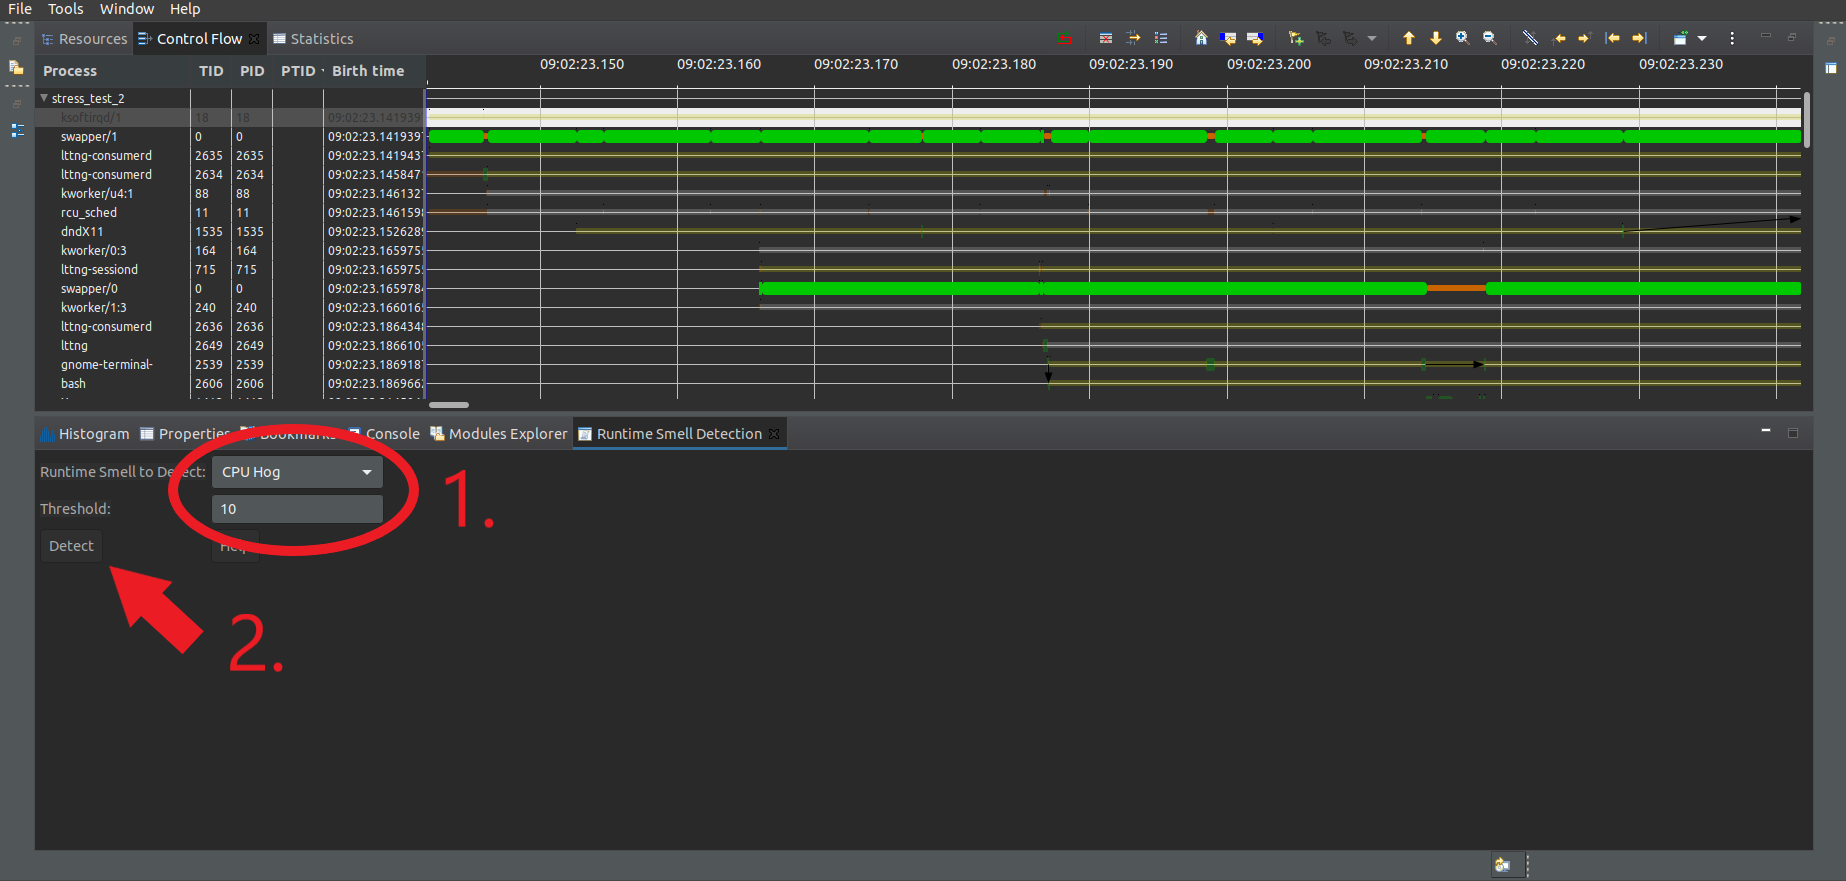 File Tools Window Help
Resources Control Flow Statistics
Process TID PID PTID Birth time
09:02:23.150 09:02:23.160 09:02:23.170 09:02:23.180 09:02:23.190 09:02:23.200 09:02:23.210 09:02:23.220 09:02:23.230
stress_test_2
ksoftirqd/1 18 18 09:02:23.141939
swapper/1 0 0 09:02:23.141939
lttng-consumerd 2635 2635 09:02:23.141943
lttng-consumerd 2634 2634 09:02:23.145847
kworker/u4:1 88 88 09:02:23.146132
rcu_sched 11 11 09:02:23.146159
dndX11 1535 1535 09:02:23.152628
kworker/0:3 164 164 09:02:23.165975
lttng-sessiond 715 715 09:02:23.165975
swapper/0 0 0 09:02:23.165978
kworker/1:3 240 240 09:02:23.166016
lttng-consumerd 2636 2636 09:02:23.186434
lttng 2649 2649 09:02:23.186610
gnome-terminal- 2539 2539 09:02:23.186918
bash 2606 2606 09:02:23.186966
Histogram Properties Bookmarks Console Modules Explorer Runtime Smell Detection
Runtime Smell to Detect: CPU Hog
1.
Threshold: 10
Detect Help
2.